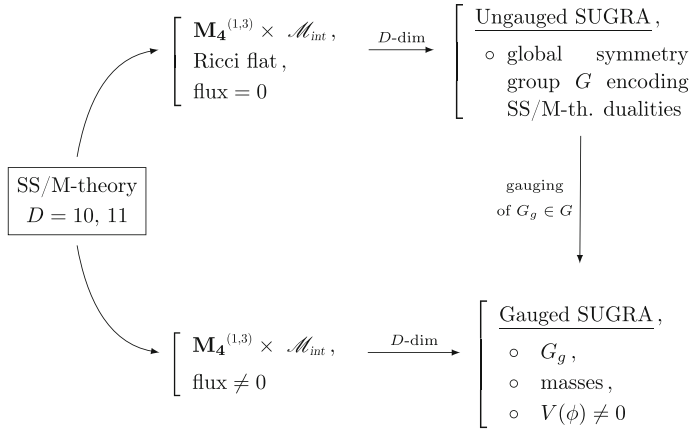 SS/M-theory
D = 10, 11
M₄⁽¹,³⁾ × ℳ_int ,
Ricci flat ,
flux = 0
D-dim
Ungauged SUGRA ,
○ global symmetry
group G encoding
SS/M-th. dualities
gauging
of G_g ∈ G
M₄⁽¹,³⁾ × ℳ_int ,
flux ≠ 0
D-dim
Gauged SUGRA ,
○ G_g ,
○ masses ,
○ V(ϕ) ≠ 0